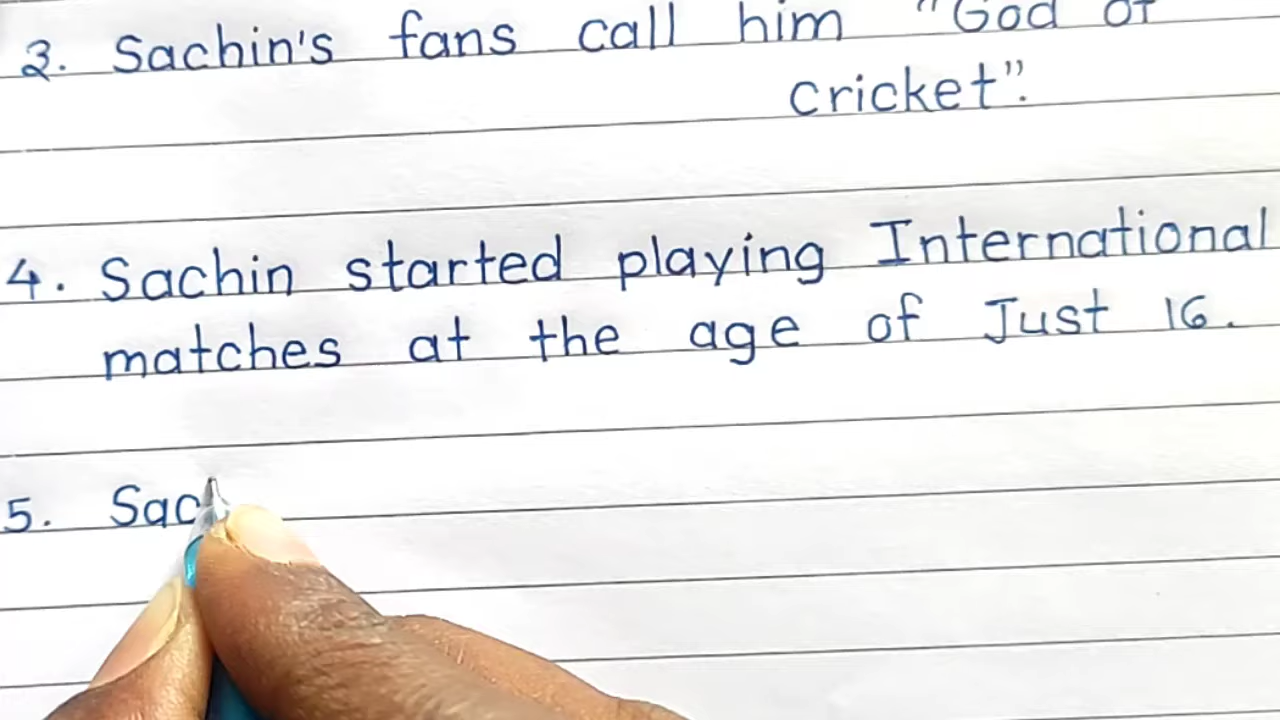 3. Sachin's fans call him "God of
cricket".
4. Sachin started playing International
matches at the age of Just 16.
5. Sac